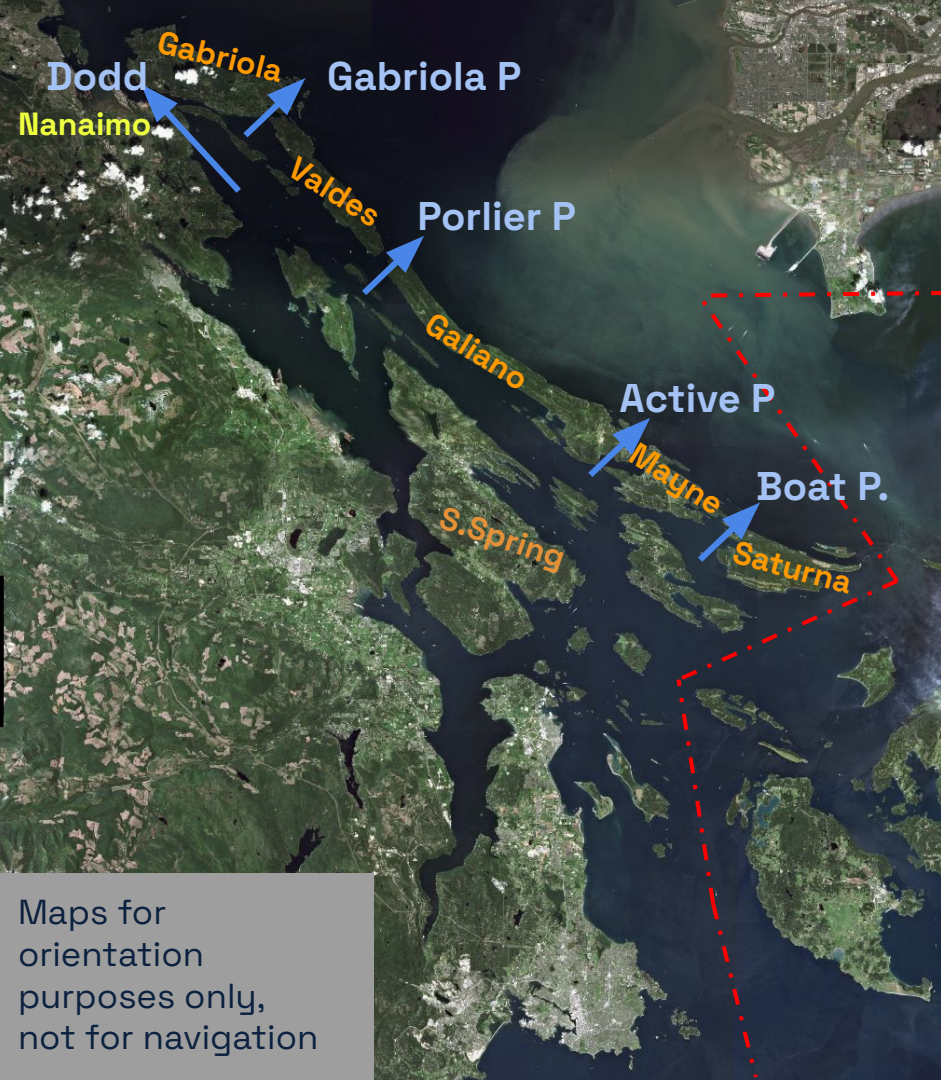 Gabriola
Dodd
Gabriola P
Nanaimo
Valdes
Porlier P
Galiano
Active P
Mayne
Boat P.
S.Spring
Saturna
Maps for
orientation
purposes only,
not for navigation